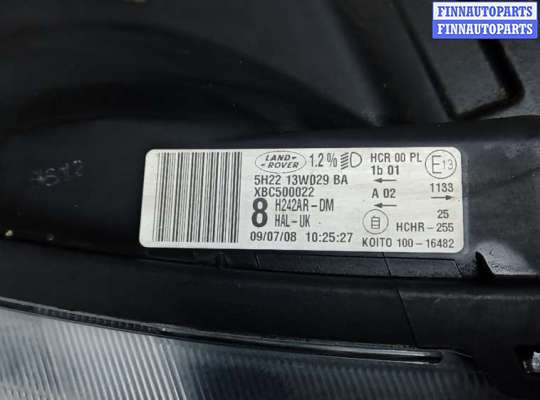 FINNAUTOPARTS
FINNAUTOPARTS
LAND-
ROVER
1.2%
HCR 00 PL
1b 01
E13
5H22 13W029 BA
XBC500022
A 02
1133
8
H242AR-DM
HAL-UK
25
HCHR-255
09/07/08 10:25:27
KOITO 100-16482